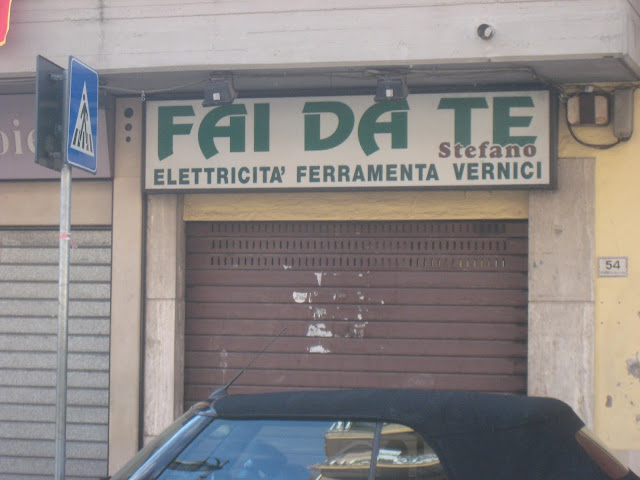 FAI DA TE
Stefano
ELETTRICITA' FERRAMENTA VERNICI
54